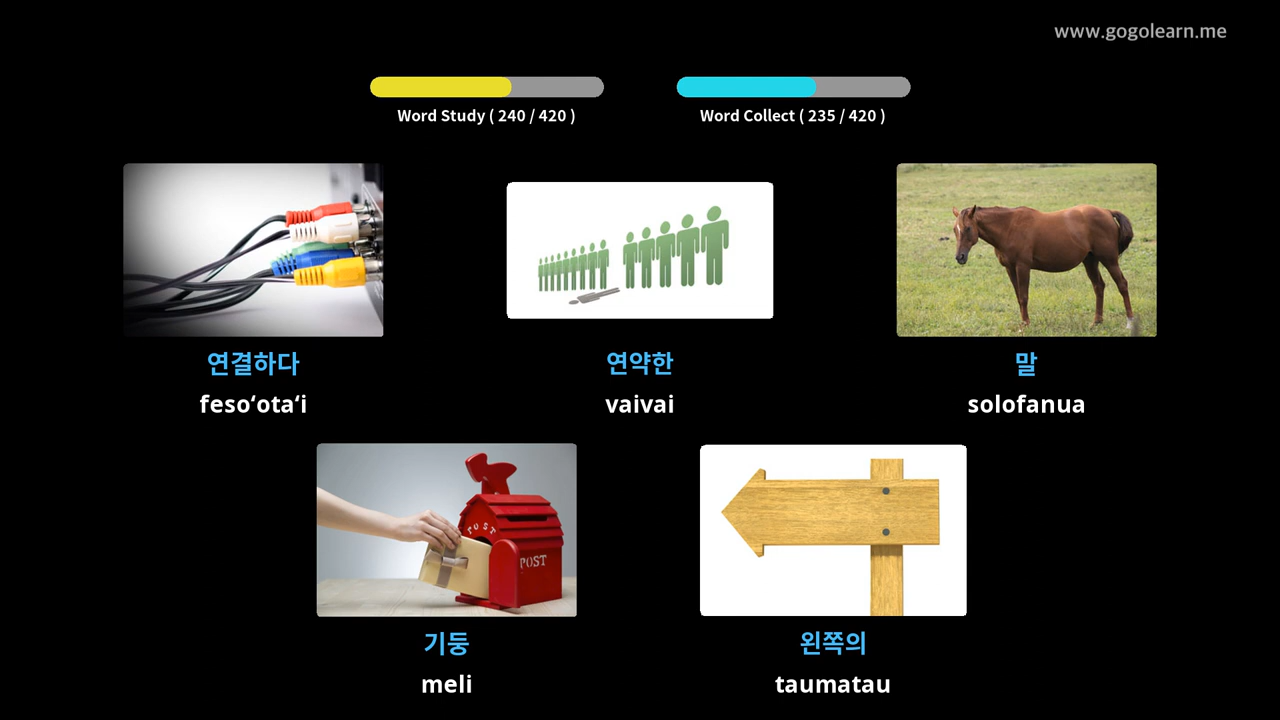 www.gogolearn.me
Word Study ( 240 / 420 )
Word Collect ( 235 / 420 )
연결하다
feso‘ota‘i
연약한
vaivai
말
solofanua
POST
POST
기둥
meli
왼쪽의
taumatau